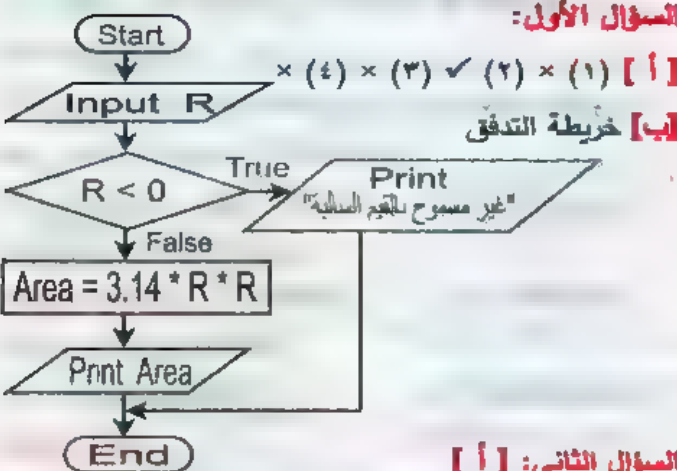 السؤال الأول:
[ أ ] (١) × (٢) ✓ (٣) × (٤) ×
[ب] خريطة التدفق
Start
Input R
R < 0
True
Print
"غير مسموح بالقيم السالبة"
False
Area = 3.14 * R * R
Print Area
End
السؤال الثاني: [ أ ]